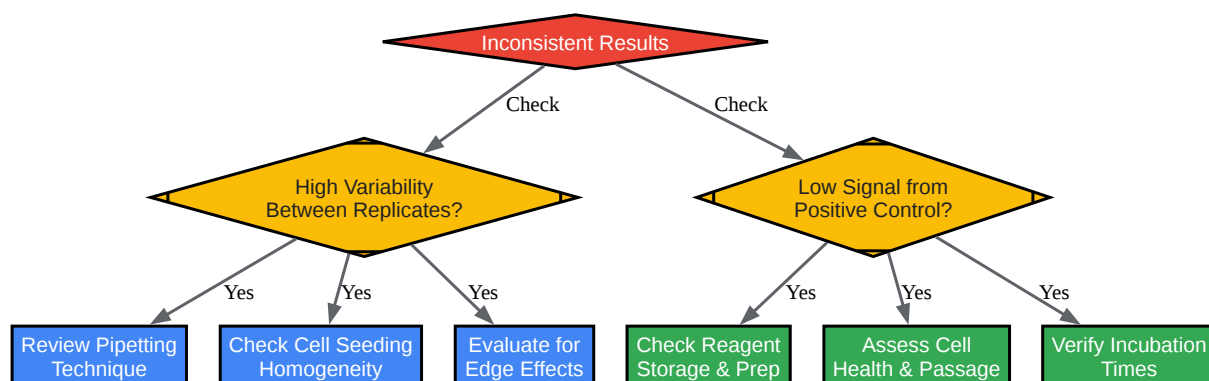 Inconsistent Results
Check
Check
High Variability
Between Replicates?
Low Signal from
Positive Control?
Yes
Yes
Yes
Yes
Yes
Yes
Review Pipetting
Technique
Check Cell Seeding
Homogeneity
Evaluate for
Edge Effects
Check Reagent
Storage & Prep
Assess Cell
Health & Passage
Verify Incubation
Times